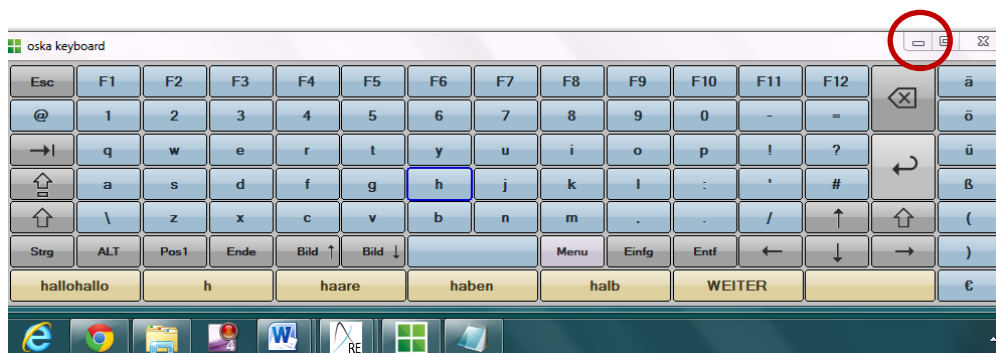 oska keyboard
Esc F1 F2 F3 F4 F5 F6 F7 F8 F9 F10 F11 F12 ä
@ 1 2 3 4 5 6 7 8 9 0 - = ö
q w e r t y u i o p ! ? ü
a s d f g h j k l : ' # ß
\ z x c v b n m . - / ↑ (
Strg ALT Pos1 Ende Bild ↑ Bild ↓ Menu Einfg Entf ← ↓ → )
hallohallo h haare haben halb WEITER €
4 W RE